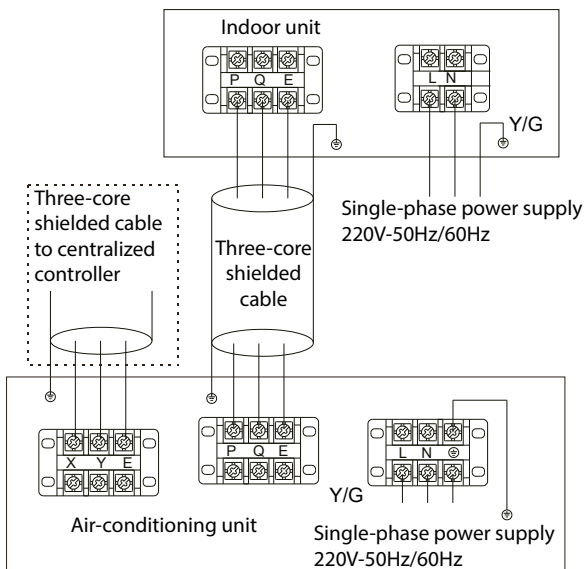 Indoor unit
P Q E
L N
Y/G
Single-phase power supply
220V-50Hz/60Hz
Three-core
shielded cable
to centralized
controller
Three-core
shielded
cable
X Y E
P Q E
L N
Y/G
Air-conditioning unit
Single-phase power supply
220V-50Hz/60Hz